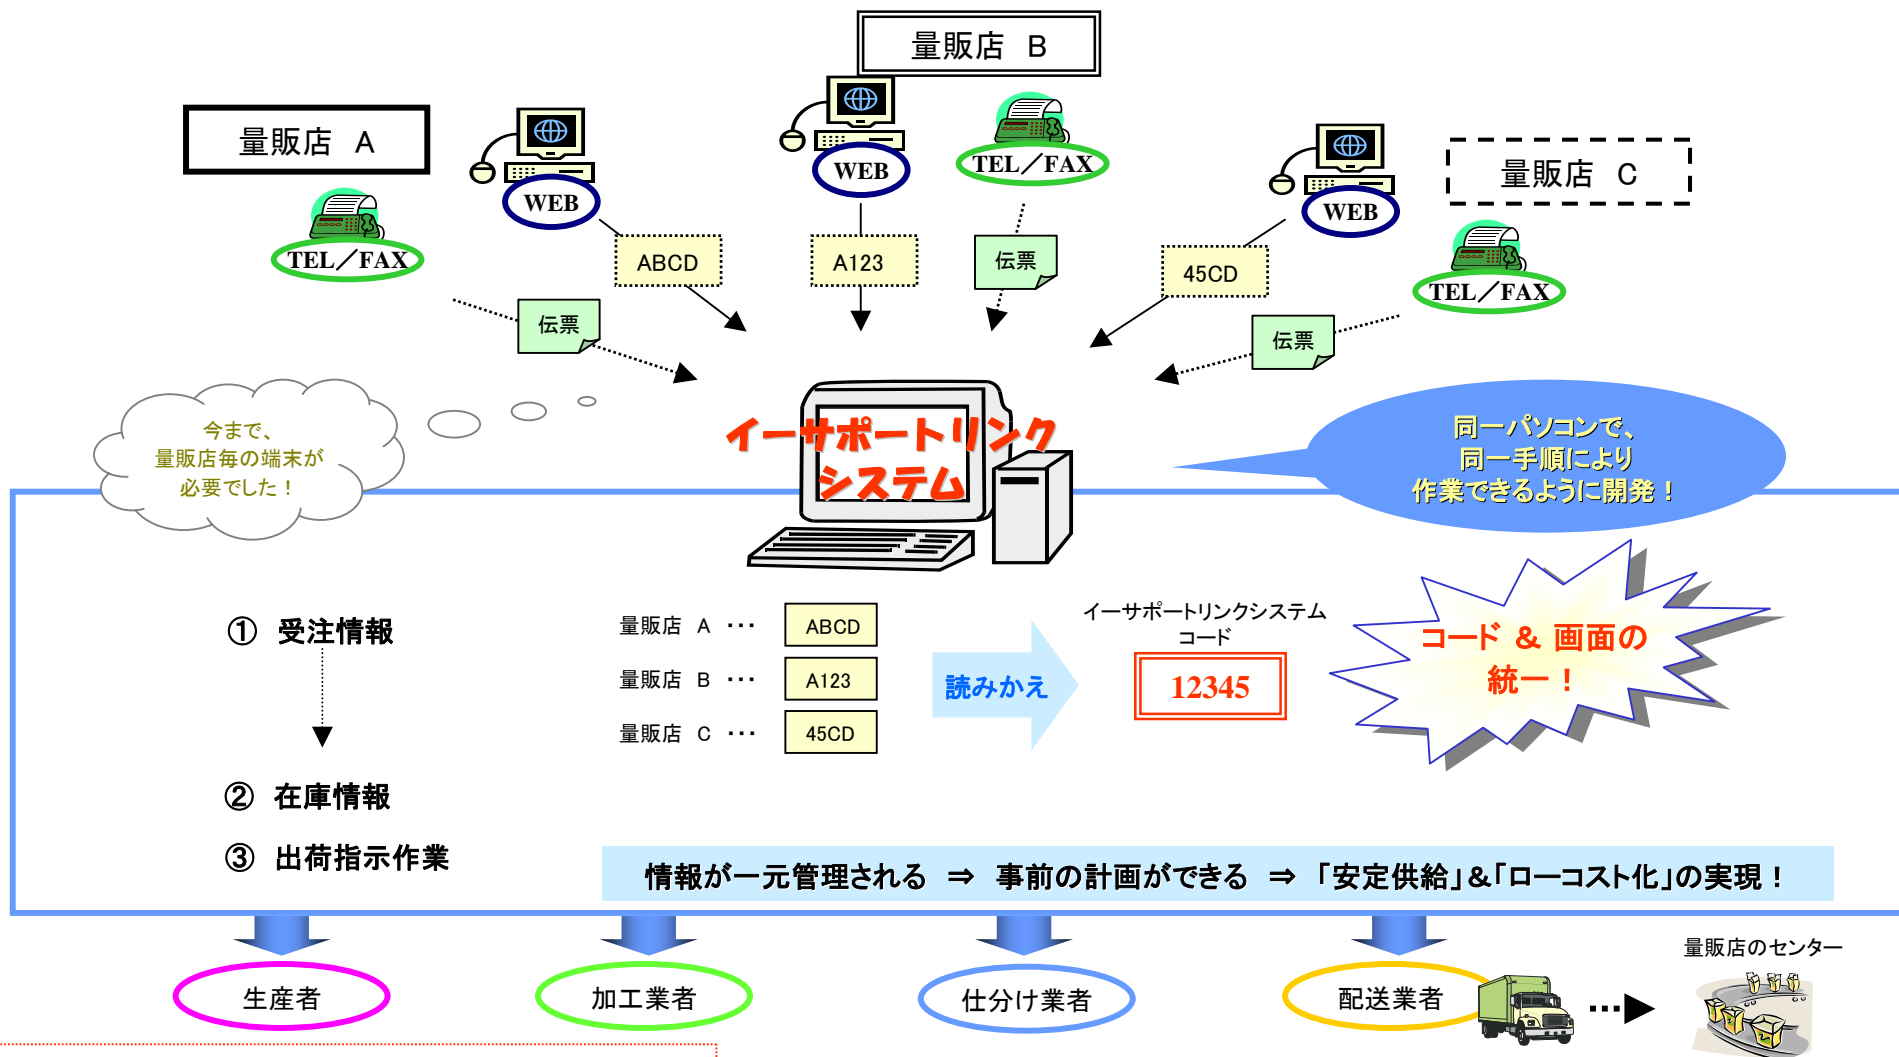 量販店 B
量販店 A
量販店 C
WEB
TEL／FAX
WEB
TEL／FAX
WEB
TEL／FAX
ABCD
A123
伝票
45CD
伝票
伝票
今まで、
量販店毎の端末が
必要でした！
イーサポートリンク
システム
同一パソコンで、
同一手順により
作業できるように開発！
① 受注情報
② 在庫情報
③ 出荷指示作業
量販店 A ･･･ ABCD
量販店 B ･･･ A123
量販店 C ･･･ 45CD
読みかえ
イーサポートリンクシステム
コード
12345
コード ＆ 画面の
統一！
情報が一元管理される ⇒ 事前の計画ができる ⇒ 「安定供給」＆「ローコスト化」の実現！
生産者
加工業者
仕分け業者
配送業者
量販店のセンター